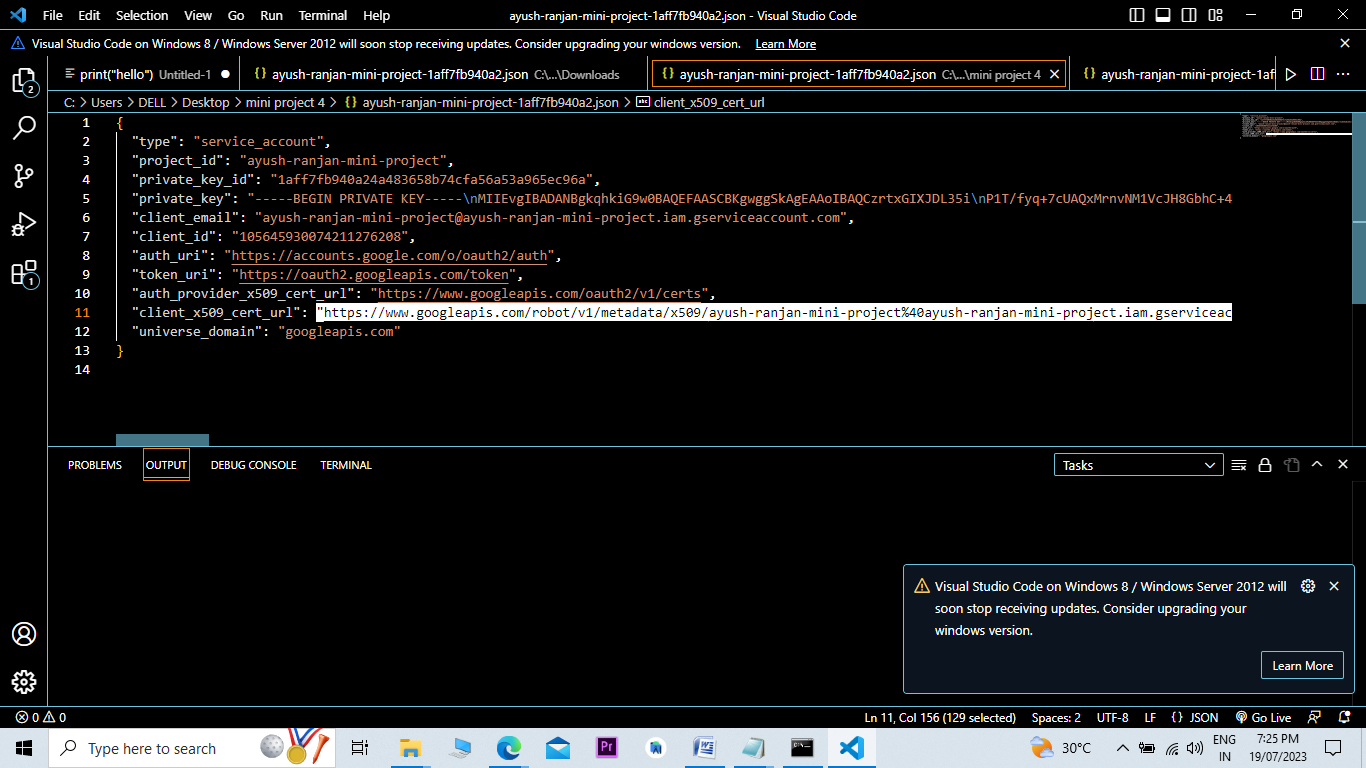 File Edit Selection View Go Run Terminal Help ayush-ranjan-mini-project-1aff7fb940a2.json - Visual Studio Code
Visual Studio Code on Windows 8 / Windows Server 2012 will soon stop receiving updates. Consider upgrading your windows version. Learn More
print("hello") Untitled-1 ayush-ranjan-mini-project-1aff7fb940a2.json C:\...\Downloads ayush-ranjan-mini-project-1aff7fb940a2.json C:\...\mini project 4 ayush-ranjan-mini-project-1af
C: > Users > DELL > Desktop > mini project 4 > {} ayush-ranjan-mini-project-1aff7fb940a2.json > client_x509_cert_url
1 {
2 "type": "service_account",
3 "project_id": "ayush-ranjan-mini-project",
4 "private_key_id": "1aff7fb940a24a483658b74cfa56a53a965ec96a",
5 "private_key": "-----BEGIN PRIVATE KEY-----\nMIIEvgIBADANBgkqhkiG9w0BAQEFAASCBKgwggSkAgEAAoIBAQCzrtxGIXJDL35i\nP1T/fyq+7cUAQxMrnvNM1VcJH8GbhC+4
6 "client_email": "ayush-ranjan-mini-project@ayush-ranjan-mini-project.iam.gserviceaccount.com",
7 "client_id": "105645930074211276208",
8 "auth_uri": "https://accounts.google.com/o/oauth2/auth",
9 "token_uri": "https://oauth2.googleapis.com/token",
10 "auth_provider_x509_cert_url": "https://www.googleapis.com/oauth2/v1/certs",
11 "client_x509_cert_url": "https://www.googleapis.com/robot/v1/metadata/x509/ayush-ranjan-mini-project%40ayush-ranjan-mini-project.iam.gserviceac
12 "universe_domain": "googleapis.com"
13 }
14
PROBLEMS OUTPUT DEBUG CONSOLE TERMINAL Tasks
Visual Studio Code on Windows 8 / Windows Server 2012 will
soon stop receiving updates. Consider upgrading your
windows version.
Learn More
0 0 Ln 11, Col 156 (129 selected) Spaces: 2 UTF-8 LF {} JSON Go Live
Type here to search Pr 30°C ENG IN 7:25 PM 19/07/2023